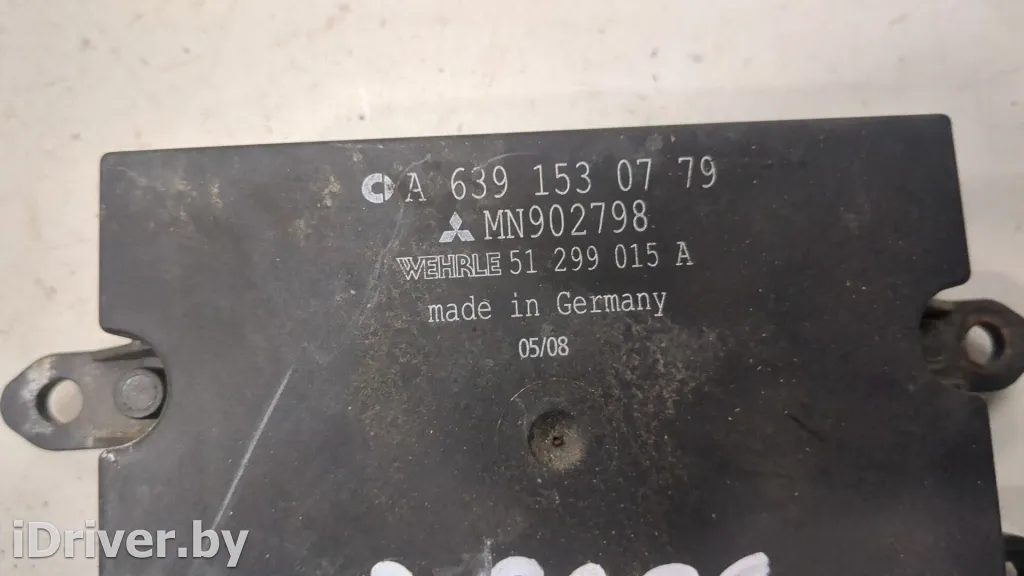 A 639 153 07 79
MN902798
WEHRLE 51 299 015 A
made in Germany
05/08
iDriver.by